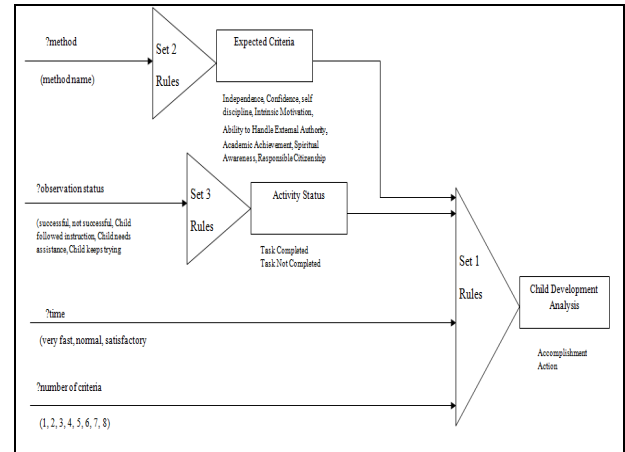 ?method
(method name)
Set 2
Rules
Expected Criteria
Independence, Confidence, self
discipline, Intrinsic Motivation,
Ability to Handle External Authority,
Academic Achievement, Spiritual
Awareness, Responsible Citizenship
?observation status
(successful, not successful, Child
followed instruction, Child needs
assistance, Child keeps trying)
Set 3
Rules
Activity Status
Task Completed
Task Not Completed
Set 1
Rules
Child Development
Analysis
Accomplishment
Action
?time
(very fast, normal, satisfactory
?number of criteria
(1, 2, 3, 4, 5, 6, 7, 8)